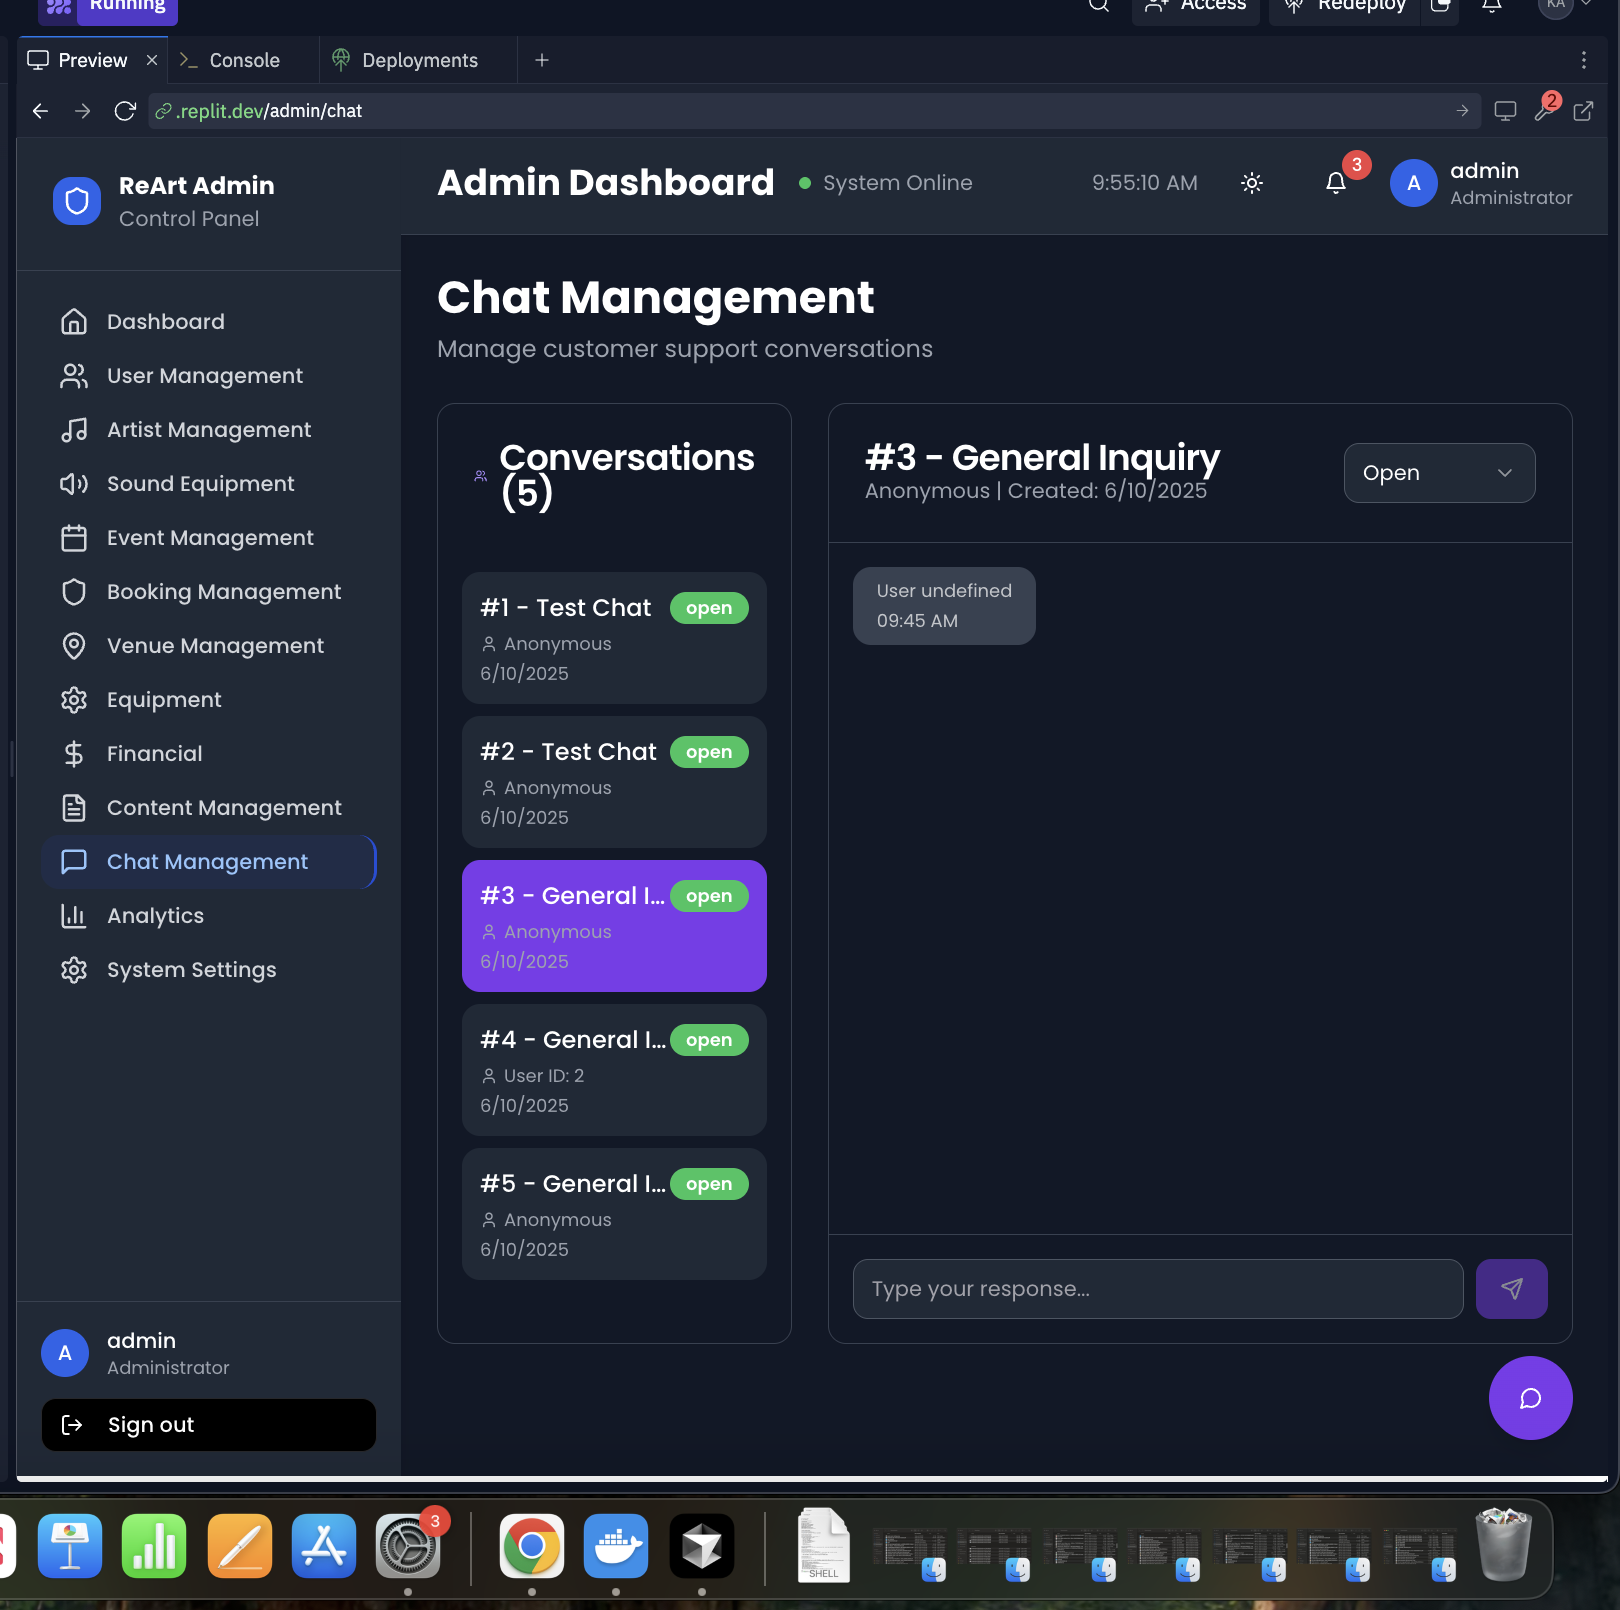 Running
Access
Redeploy
KA
Preview
Console
Deployments
2
.replit.dev/admin/chat
ReArt Admin
Control Panel
Admin Dashboard
System Online
9:55:10 AM
3
A
admin
Administrator
Dashboard
User Management
Artist Management
Sound Equipment
Event Management
Booking Management
Venue Management
Equipment
Financial
Content Management
Chat Management
Analytics
System Settings
A
admin
Administrator
Sign out
Chat Management
Manage customer support conversations
Conversations
(5)
#1 - Test Chat
open
Anonymous
6/10/2025
#2 - Test Chat
open
Anonymous
6/10/2025
#3 - General I...
open
Anonymous
6/10/2025
#4 - General I...
open
User ID: 2
6/10/2025
#5 - General I...
open
Anonymous
6/10/2025
#3 - General Inquiry
Anonymous | Created: 6/10/2025
Open
User undefined
09:45 AM
Type your response...
3
SHELL